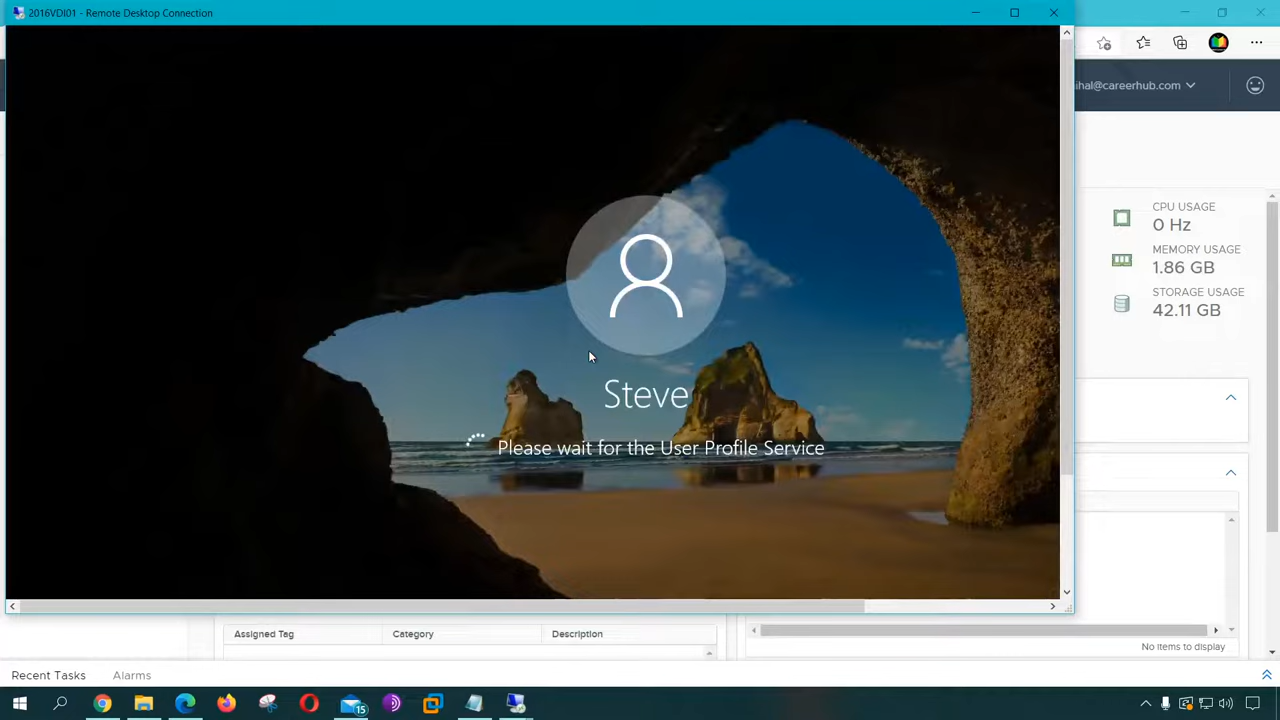 2016VDI01 - Remote Desktop Connection
ihal@careerhub.com
CPU USAGE
0 Hz
MEMORY USAGE
1.86 GB
STORAGE USAGE
42.11 GB
Steve
Please wait for the User Profile Service
Assigned Tag Category Description
No items to display
Recent Tasks Alarms
15